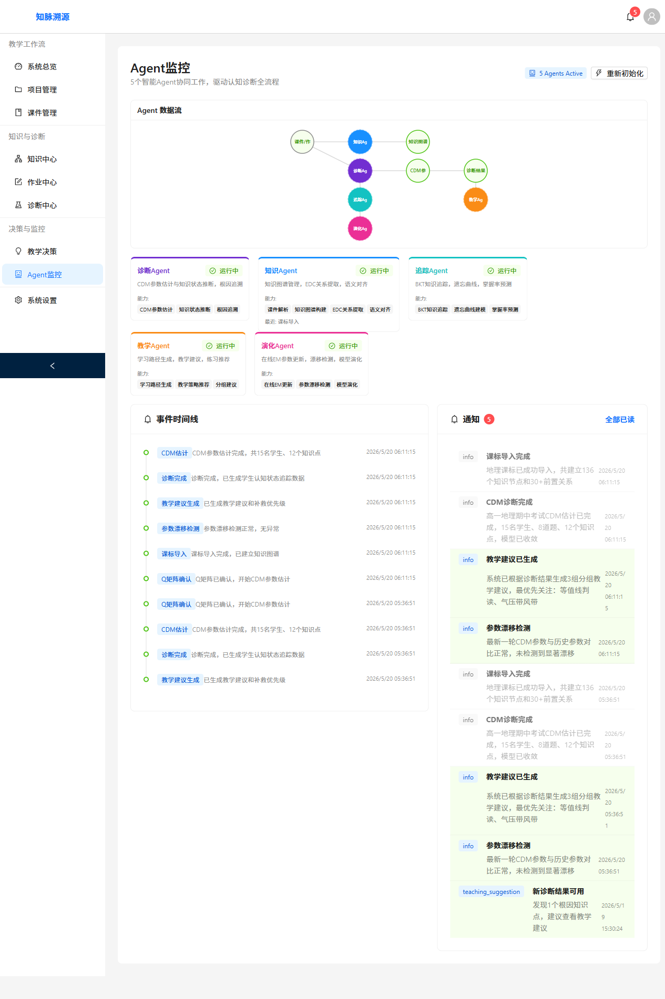 知脉溯源
5
教学工作流
系统总览
项目管理
课件管理
知识与诊断
知识中心
作业中心
诊断中心
决策与监控
教学决策
Agent监控
系统设置
Agent监控
5个智能Agent协同工作，驱动认知诊断全流程
5 Agents Active
重新初始化
Agent 数据流
课件/作
知识Ag
知识图谱
诊断Ag
CDM参
诊断结果
追踪Ag
教学Ag
演化Ag
诊断Agent
运行中
CDM参数估计与知识状态推断，根因追溯
能力:
CDM参数估计 知识状态推断 根因追溯
知识Agent
运行中
知识图谱管理，EDC关系提取，语义对齐
能力:
课件解析 知识图谱构建 EDC关系提取 语义对齐
最近: 课标导入
追踪Agent
运行中
BKT知识追踪，遗忘曲线，掌握率预测
能力:
BKT知识追踪 遗忘曲线建模 掌握率预测
教学Agent
运行中
学习路径生成，教学建议，练习推荐
能力:
学习路径生成 教学策略推荐 分组建议
演化Agent
运行中
在线EM参数更新，漂移检测，模型演化
能力:
在线EM更新 参数漂移检测 模型演化
事件时间线
CDM估计 CDM参数估计完成，共15名学生、12个知识点 2026/5/20 06:11:15
诊断完成 诊断完成，已生成学生认知状态追踪数据 2026/5/20 06:11:15
教学建议生成 已生成教学建议和补救优先级 2026/5/20 06:11:15
参数漂移检测 参数漂移检测正常，无异常 2026/5/20 06:11:15
课标导入 课标导入完成，已建立知识图谱 2026/5/20 06:11:15
Q矩阵确认 Q矩阵已确认，开始CDM参数估计 2026/5/20 06:11:15
Q矩阵确认 Q矩阵已确认，开始CDM参数估计 2026/5/20 05:36:51
CDM估计 CDM参数估计完成，共15名学生、12个知识点 2026/5/20 05:36:51
诊断完成 诊断完成，已生成学生认知状态追踪数据 2026/5/20 05:36:51
教学建议生成 已生成教学建议和补救优先级 2026/5/20 05:36:51
通知 5
全部已读
info 课标导入完成
地理课标已成功导入，共建立136 2026/5/20
个知识节点和30+前置关系 06:11:15
info CDM诊断完成
高一地理期中考试CDM估计已完 2026/5/
成，15名学生、8道题、12个知识 20
点，模型已收敛 06:11:15
info 教学建议已生成
2026/5/
系统已根据诊断结果生成3组分组教 20
学建议，最优先关注：等值线判 06:11:1
读、气压带风带 5
info 参数漂移检测
最新一轮CDM参数与历史参数对 2026/5/20
比正常，未检测到显著漂移 06:11:15
info 课标导入完成
地理课标已成功导入，共建立136 2026/5/20
个知识节点和30+前置关系 05:36:51
info CDM诊断完成
高一地理期中考试CDM估计已完 2026/5/
成，15名学生、8道题、12个知识 20
点，模型已收敛 05:36:51
info 教学建议已生成
2026/5/
系统已根据诊断结果生成3组分组教 20
学建议，最优先关注：等值线判 05:36:5
读、气压带风带 1
info 参数漂移检测
最新一轮CDM参数与历史参数对 2026/5/20
比正常，未检测到显著漂移 05:36:51
teaching_suggestion 新诊断结果可用
发现1个根因知识 2026/5/1
点，建议查看教学 9
建议 15:30:24